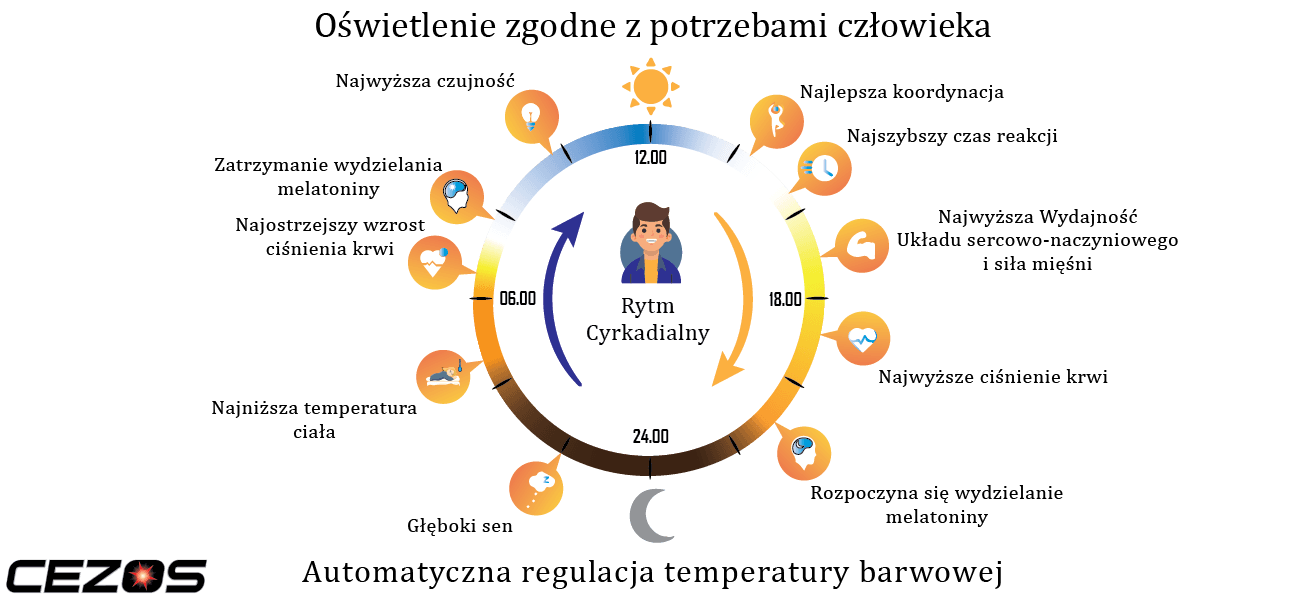 Oświetlenie zgodne z potrzebami człowieka
Najwyższa czujność
Najlepsza koordynacja
Najszybszy czas reakcji
Zatrzymanie wydzielania
melatoniny
Najostrzejszy wzrost
ciśnienia krwi
Najwyższa Wydajność
Układu sercowo-naczyniowego
i siła mięśni
12.00
06.00
18.00
24.00
Rytm
Cyrkadialny
Najwyższe ciśnienie krwi
Najniższa temperatura
ciała
Rozpoczyna się wydzielanie
melatoniny
Głęboki sen
z
CEZOS
Automatyczna regulacja temperatury barwowej